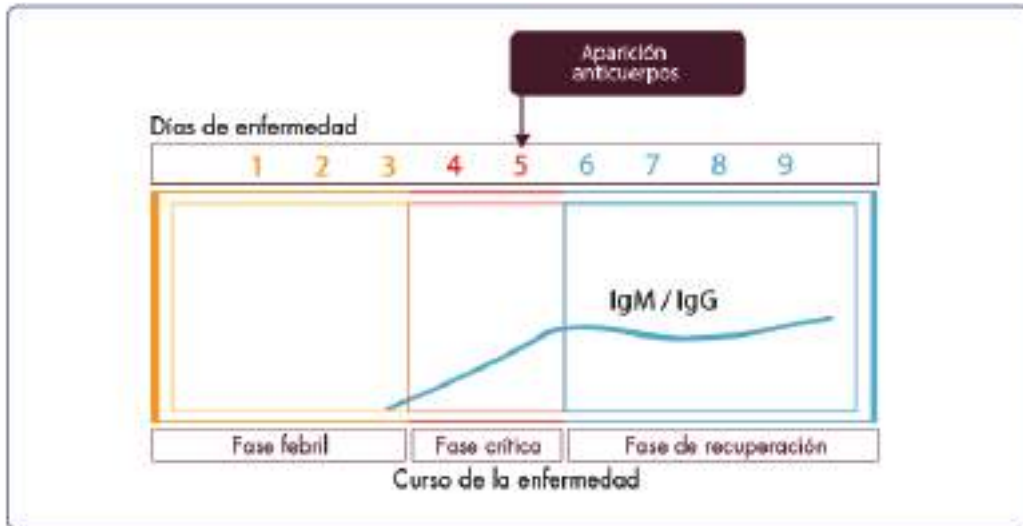 Aparición
anticuerpos
Días de enfermedad
1 2 3 4 5 6 7 8 9
IgM / IgG
Fase febril Fase crítica Fase de recuperación
Curso de la enfermedad